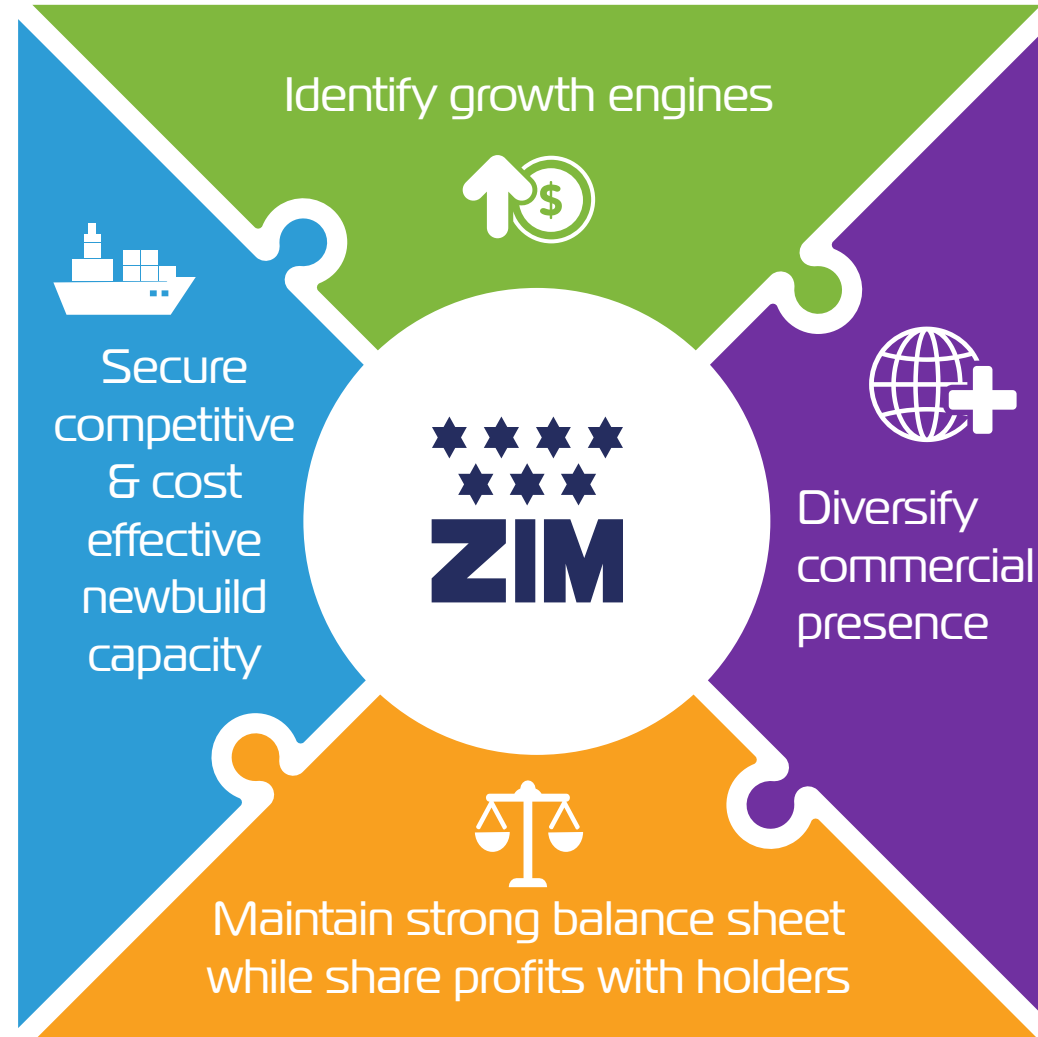 Identify growth engines
$
Secure
competitive
& cost
effective
newbuild
capacity
ZIM
Diversify
commercial
presence
Maintain strong balance sheet
while share profits with holders